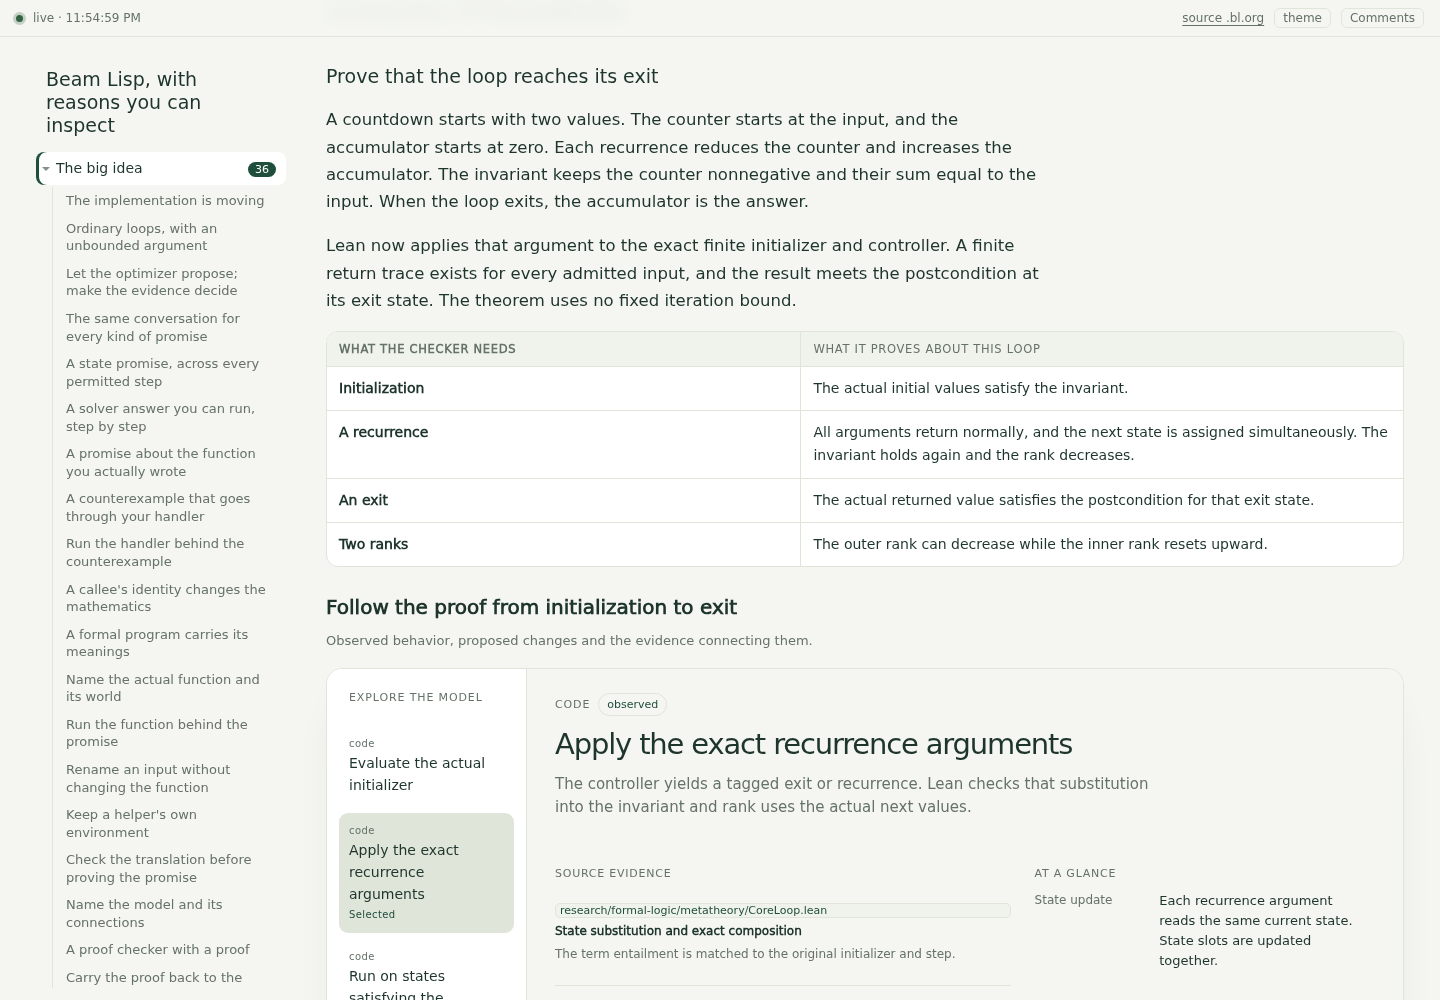 live · 11:54:59 PM
source .bl.org
theme
Comments
Beam Lisp, with
reasons you can
inspect
The big idea
36
The implementation is moving
Ordinary loops, with an
unbounded argument
Let the optimizer propose;
make the evidence decide
The same conversation for
every kind of promise
A state promise, across every
permitted step
A solver answer you can run,
step by step
A promise about the function
you actually wrote
A counterexample that goes
through your handler
Run the handler behind the
counterexample
A callee's identity changes the
mathematics
A formal program carries its
meanings
Name the actual function and
its world
Run the function behind the
promise
Rename an input without
changing the function
Keep a helper's own
environment
Check the translation before
proving the promise
Name the model and its
connections
A proof checker with a proof
Carry the proof back to the
Prove that the loop reaches its exit
A countdown starts with two values. The counter starts at the input, and the
accumulator starts at zero. Each recurrence reduces the counter and increases the
accumulator. The invariant keeps the counter nonnegative and their sum equal to the
input. When the loop exits, the accumulator is the answer.
Lean now applies that argument to the exact finite initializer and controller. A finite
return trace exists for every admitted input, and the result meets the postcondition at
its exit state. The theorem uses no fixed iteration bound.
WHAT THE CHECKER NEEDS
WHAT IT PROVES ABOUT THIS LOOP
Initialization
The actual initial values satisfy the invariant.
A recurrence
All arguments return normally, and the next state is assigned simultaneously. The
invariant holds again and the rank decreases.
An exit
The actual returned value satisfies the postcondition for that exit state.
Two ranks
The outer rank can decrease while the inner rank resets upward.
Follow the proof from initialization to exit
Observed behavior, proposed changes and the evidence connecting them.
EXPLORE THE MODEL
code
Evaluate the actual
initializer
code
Apply the exact
recurrence
arguments
Selected
code
Run on states
satisfying the
CODE
observed
Apply the exact recurrence arguments
The controller yields a tagged exit or recurrence. Lean checks that substitution
into the invariant and rank uses the actual next values.
SOURCE EVIDENCE
research/formal-logic/metatheory/CoreLoop.lean
State substitution and exact composition
The term entailment is matched to the original initializer and step.
AT A GLANCE
State update
Each recurrence argument
reads the same current state.
State slots are updated
together.